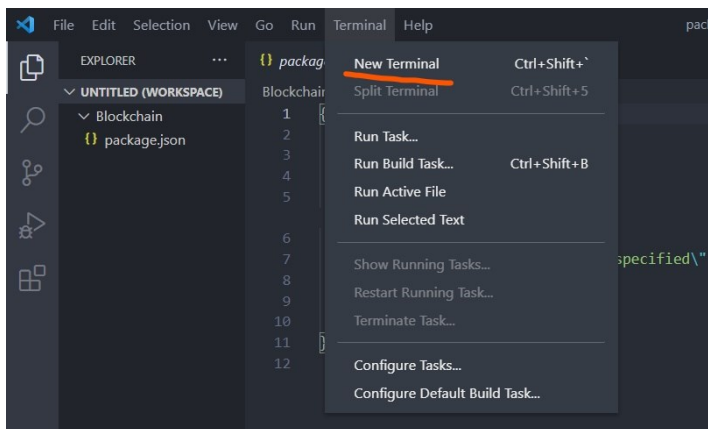 File Edit Selection View Go Run Terminal Help pac
EXPLORER ...
UNTITLED (WORKSPACE)
Blockchain
{} package.json
{} packag
Blockchain
1 {
2
3
4
5
6
7 specified\"
8
9
10
11 }
12
New Terminal Ctrl+Shift+`
Split Terminal Ctrl+Shift+5
Run Task...
Run Build Task... Ctrl+Shift+B
Run Active File
Run Selected Text
Show Running Tasks...
Restart Running Task...
Terminate Task...
Configure Tasks...
Configure Default Build Task...